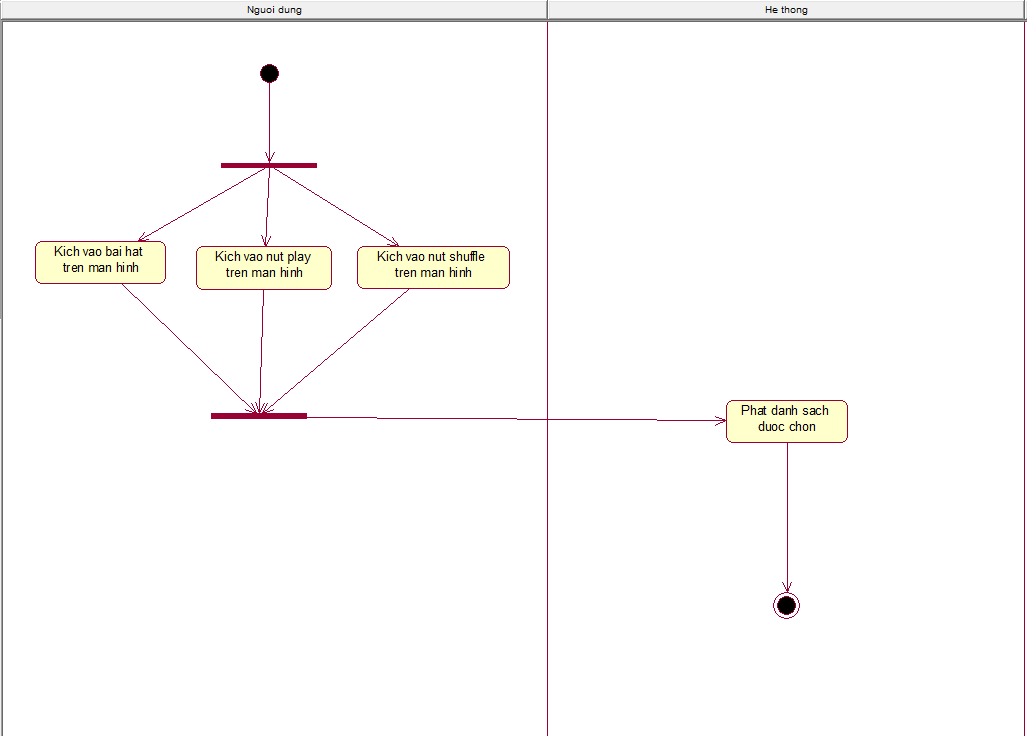 Nguoi dung
He thong
Kich vao bai hat
tren man hinh
Kich vao nut play
tren man hinh
Kich vao nut shuffle
tren man hinh
Phat danh sach
duoc chon